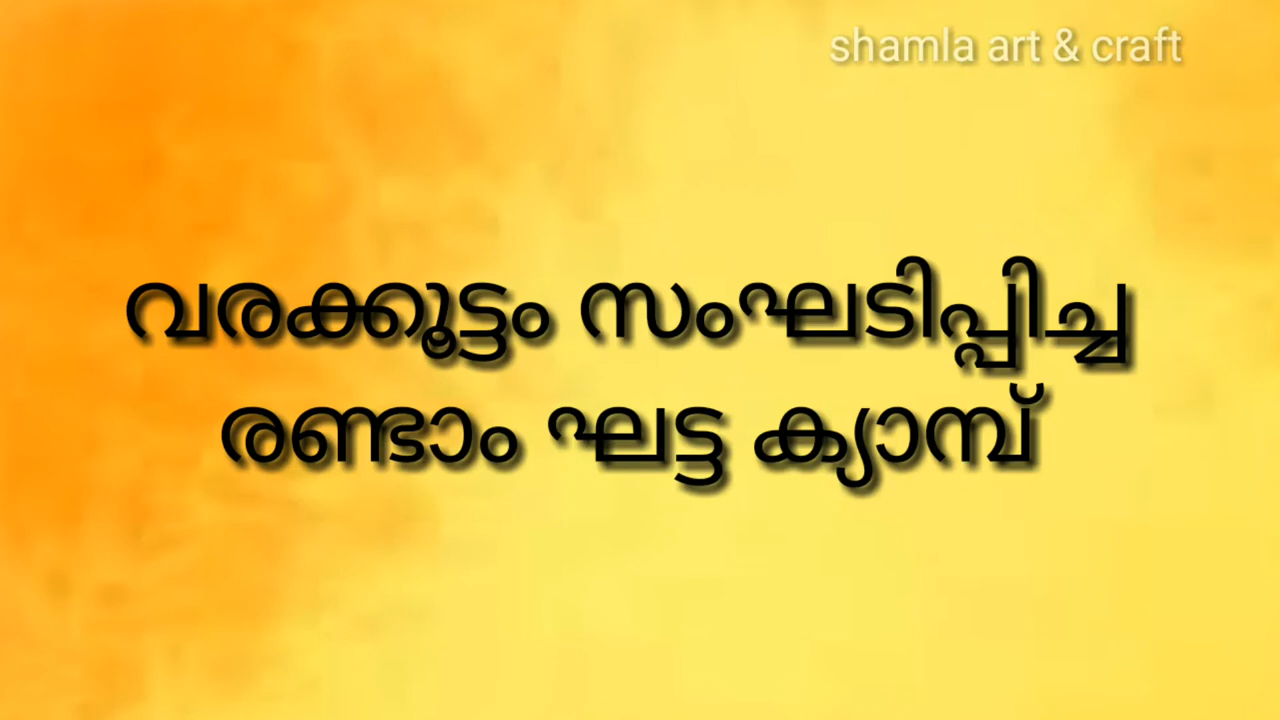 shamla art & craft
വരക്കൂട്ടം സംഘടിപ്പിച്ച
രണ്ടാം ഘട്ട ക്യാമ്പ്